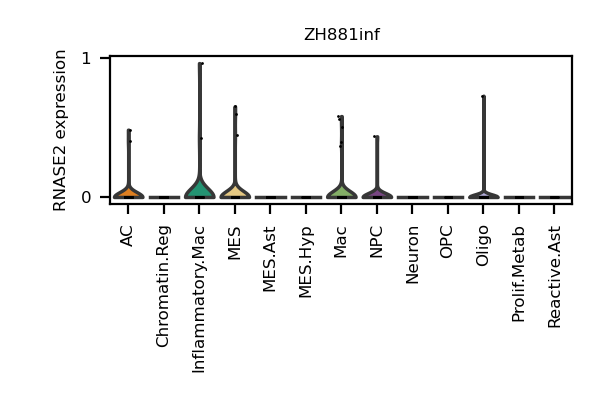 ZH881inf
RNASE2 expression
1
0
AC
Chromatin.Reg
Inflammatory.Mac
MES
MES.Ast
MES.Hyp
Mac
NPC
Neuron
OPC
Oligo
Prolif.Metab
Reactive.Ast